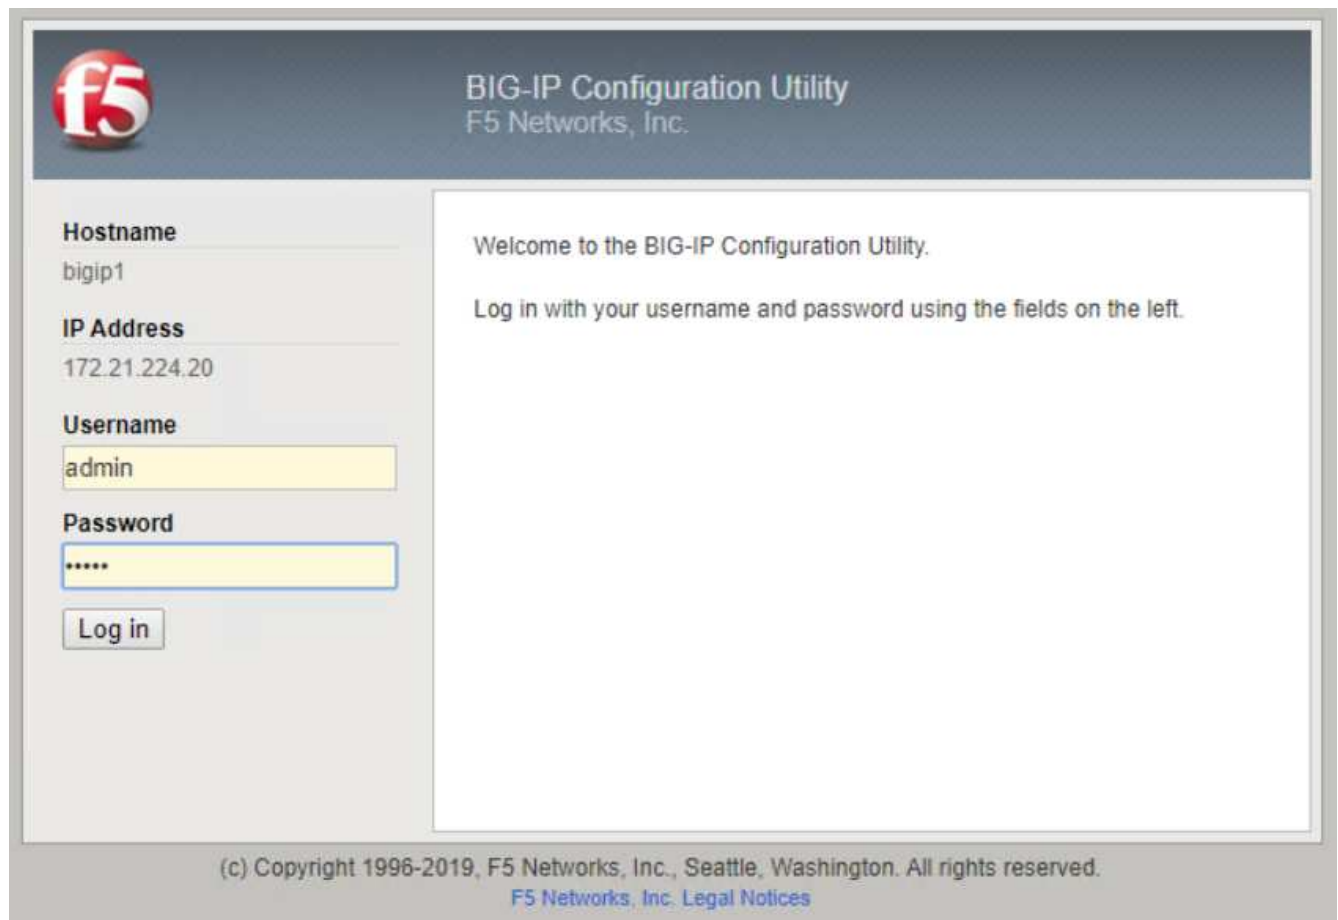 f5
BIG-IP Configuration Utility
F5 Networks, Inc.
Hostname
bigip1
IP Address
172.21.224.20
Username
admin
Password
•••••
Log in
Welcome to the BIG-IP Configuration Utility.
Log in with your username and password using the fields on the left.
(c) Copyright 1996-2019, F5 Networks, Inc., Seattle, Washington. All rights reserved.
F5 Networks, Inc. Legal Notices